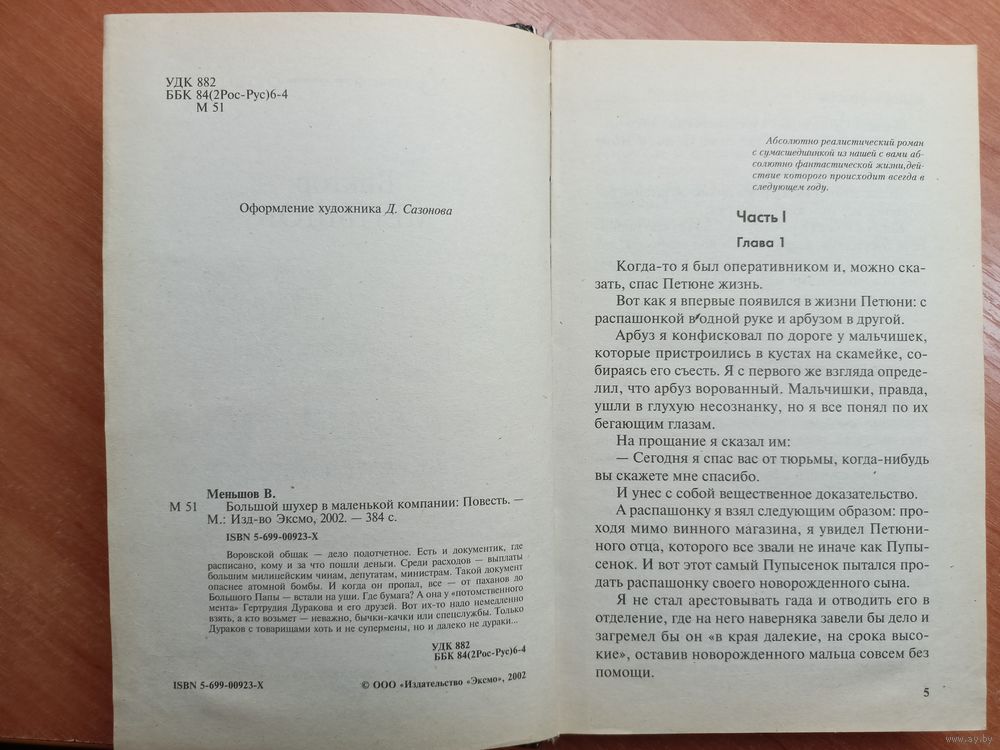 УДК 882
ББК 84(2Рос-Рус)6-4
М 51
Оформление художника Д. Сазонова
Меньшов В.
М 51 Большой шухер в маленькой компании: Повесть. —
М.: Изд-во Эксмо, 2002. — 384 с.
ISBN 5-699-00923-X
Воровской общак — дело подотчетное. Есть и документик, где
расписано, кому и за что пошли деньги. Среди расходов — выплаты
большим милицейским чинам, депутатам, министрам. Такой документ
опаснее атомной бомбы. И когда он пропал, все — от паханов до
Большого Папы — встали на уши. Где бумага? А она у "потомственного
мента" Гертрудия Дуракова и его друзей. Вот их-то надо немедленно
взять, а кто возьмет — неважно, бычки-качки или спецслужбы. Только
Дураков с товарищами хоть и не супермены, но и далеко не дураки...
УДК 882
ББК 84(2Рос-Рус)6-4
ISBN 5-699-00923-X
© ООО «Издательство «Эксмо», 2002
Абсолютно реалистический роман
с сумасшедшинкой из нашей с вами аб-
солютно фантастической жизни,дей-
ствие которого происходит всегда в
следующем году.
Часть I
Глава 1
Когда-то я был оперативником и, можно ска-
зать, спас Петюне жизнь.
Вот как я впервые появился в жизни Петюни: с
распашонкой в одной руке и арбузом в другой.
Арбуз я конфисковал по дороге у мальчишек,
которые пристроились в кустах на скамейке, со-
бираясь его съесть. Я с первого же взгляда опреде-
лил, что арбуз ворованный. Мальчишки, правда,
ушли в глухую несознанку, но я все понял по их
бегающим глазам.
На прощание я сказал им:
— Сегодня я спас вас от тюрьмы, когда-нибудь
вы скажете мне спасибо.
И унес с собой вещественное доказательство.
А распашонку я взял следующим образом: про-
ходя мимо винного магазина, я увидел Петюни-
ного отца, которого все звали не иначе как Пупы-
сенок. И вот этот самый Пупысенок пытался про-
дать распашонку своего новорожденного сына.
Я не стал арестовывать гада и отводить его в
отделение, где на него наверняка завели бы дело и
загремел бы он «в края далекие, на срока высо-
кие», оставив новорожденного мальца совсем без
помощи.
5
ay.by